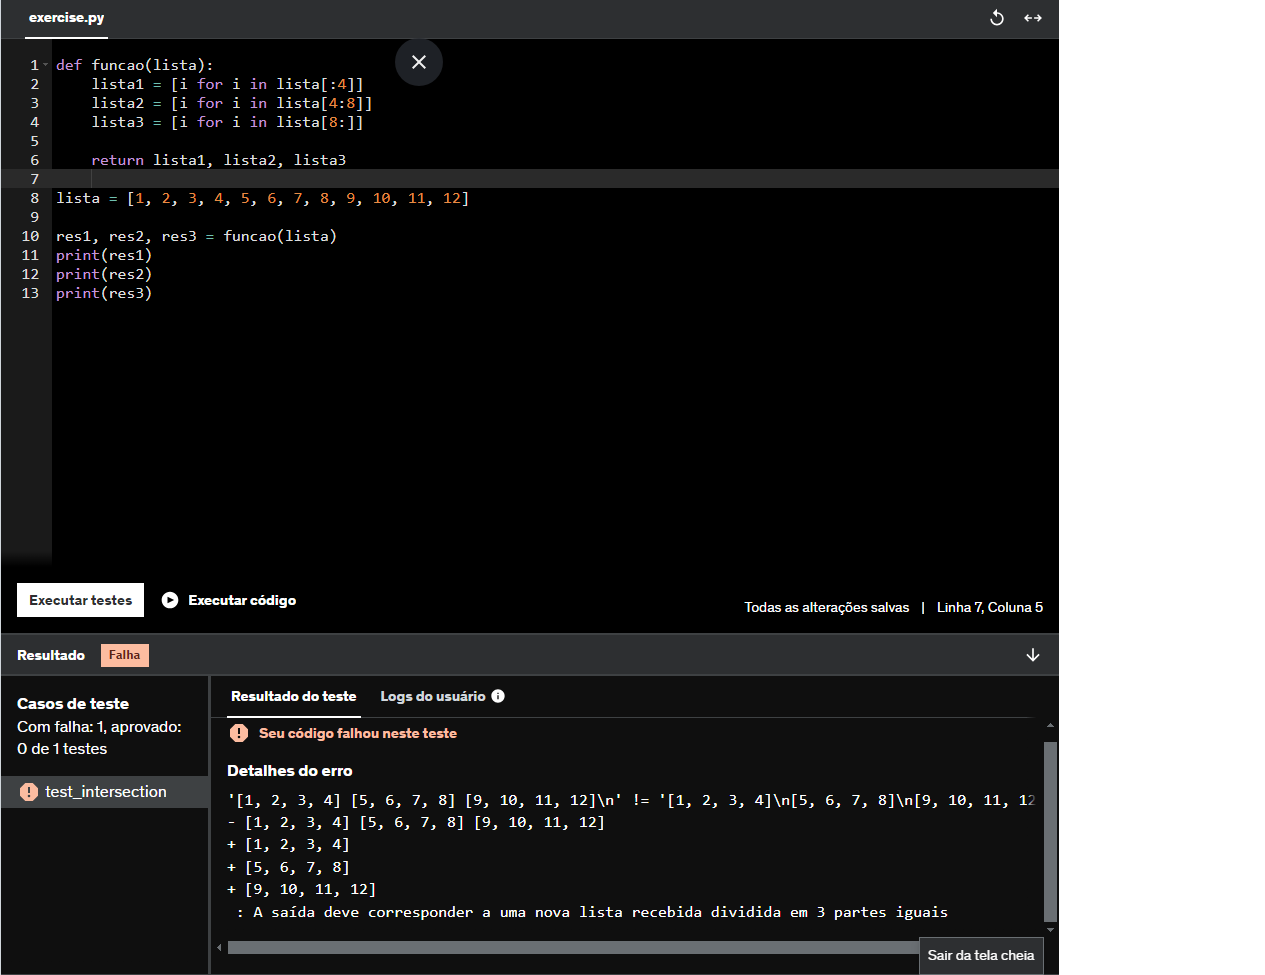 exercise.py
1 def funcao(lista):
2     lista1 = [i for i in lista[:4]]
3     lista2 = [i for i in lista[4:8]]
4     lista3 = [i for i in lista[8:]]
5
6     return lista1, lista2, lista3
7
8 lista = [1, 2, 3, 4, 5, 6, 7, 8, 9, 10, 11, 12]
9
10 res1, res2, res3 = funcao(lista)
11 print(res1)
12 print(res2)
13 print(res3)
Executar testes Executar código
Todas as alterações salvas | Linha 7, Coluna 5
Resultado Falha
Casos de teste
Com falha: 1, aprovado:
0 de 1 testes
test_intersection
Resultado do teste Logs do usuário
Seu código falhou neste teste
Detalhes do erro
'[1, 2, 3, 4] [5, 6, 7, 8] [9, 10, 11, 12]\n' != '[1, 2, 3, 4]\n[5, 6, 7, 8]\n[9, 10, 11, 12
- [1, 2, 3, 4] [5, 6, 7, 8] [9, 10, 11, 12]
+ [1, 2, 3, 4]
+ [5, 6, 7, 8]
+ [9, 10, 11, 12]
: A saída deve corresponder a uma nova lista recebida dividida em 3 partes iguais
Sair da tela cheia